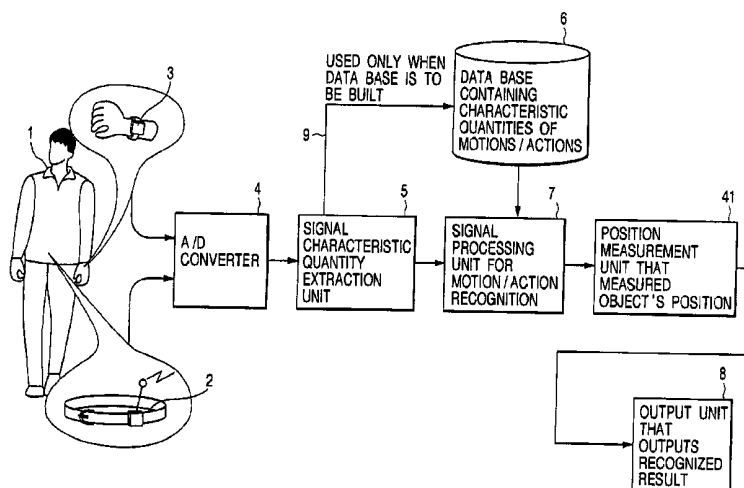 6
USED ONLY WHEN
DATA BASE IS TO
BE BUILT
DATA BASE
CONTAINING
CHARACTERISTIC
QUANTITIES OF
MOTIONS / ACTIONS
3
1
9
4
5
7
41
A/D
CONVERTER
SIGNAL
CHARACTERISTIC
QUANTITY
EXTRACTION
UNIT
SIGNAL
PROCESSING
UNIT FOR
MOTION / ACTION
RECOGNITION
POSITION
MEASUREMENT
UNIT THAT
MEASURED
OBJECT'S POSITION
2
8
OUTPUT UNIT
THAT
OUTPUTS
RECOGNIZED
RESULT